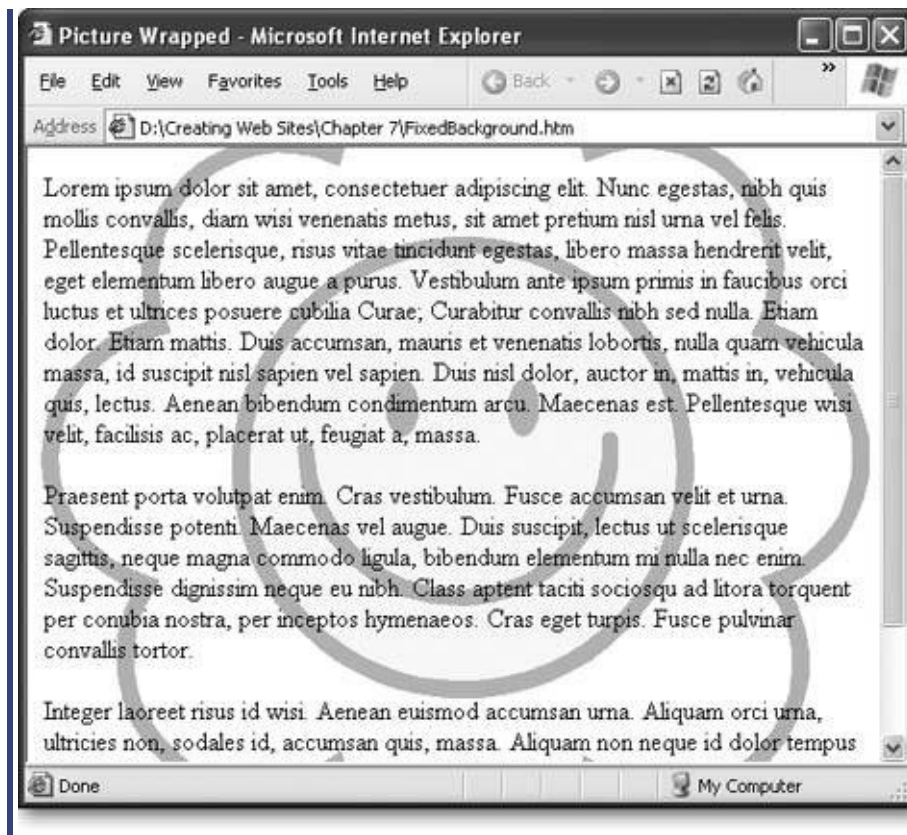 Picture Wrapped - Microsoft Internet Explorer
File Edit View Favorites Tools Help Back »
Address D:\Creating Web Sites\Chapter 7\FixedBackground.htm
Lorem ipsum dolor sit amet, consectetuer adipiscing elit. Nunc egestas, nibh quis
mollis convallis, diam wisi venenatis metus, sit amet pretium nisl urna vel felis.
Pellentesque scelerisque, risus vitae tincidunt egestas, libero massa hendrerit velit,
eget elementum libero augue a purus. Vestibulum ante ipsum primis in faucibus orci
luctus et ultrices posuere cubilia Curae; Curabitur convallis nibh sed nulla. Etiam
dolor. Etiam mattis. Duis accumsan, mauris et venenatis lobortis, nulla quam vehicula
massa, id suscipit nisl sapien vel sapien. Duis nisl dolor, auctor in, mattis in, vehicula
quis, lectus. Aenean bibendum condimentum arcu. Maecenas est. Pellentesque wisi
velit, facilisis ac, placerat ut, feugiat a, massa.
Praesent porta volutpat enim. Cras vestibulum. Fusce accumsan velit et urna.
Suspendisse potenti. Maecenas vel augue. Duis suscipit, lectus ut scelerisque
sagittis, neque magna commodo ligula, bibendum elementum mi nulla nec enim.
Suspendisse dignissim neque eu nibh. Class aptent taciti sociosqu ad litora torquent
per conubia nostra, per inceptos hymenaeos. Cras eget turpis. Fusce pulvinar
convallis tortor.
Integer laoreet risus id wisi. Aenean euismod accumsan urna. Aliquam orci urna,
ultricies non, sodales id, accumsan quis, massa. Aliquam non neque id dolor tempus
Done My Computer